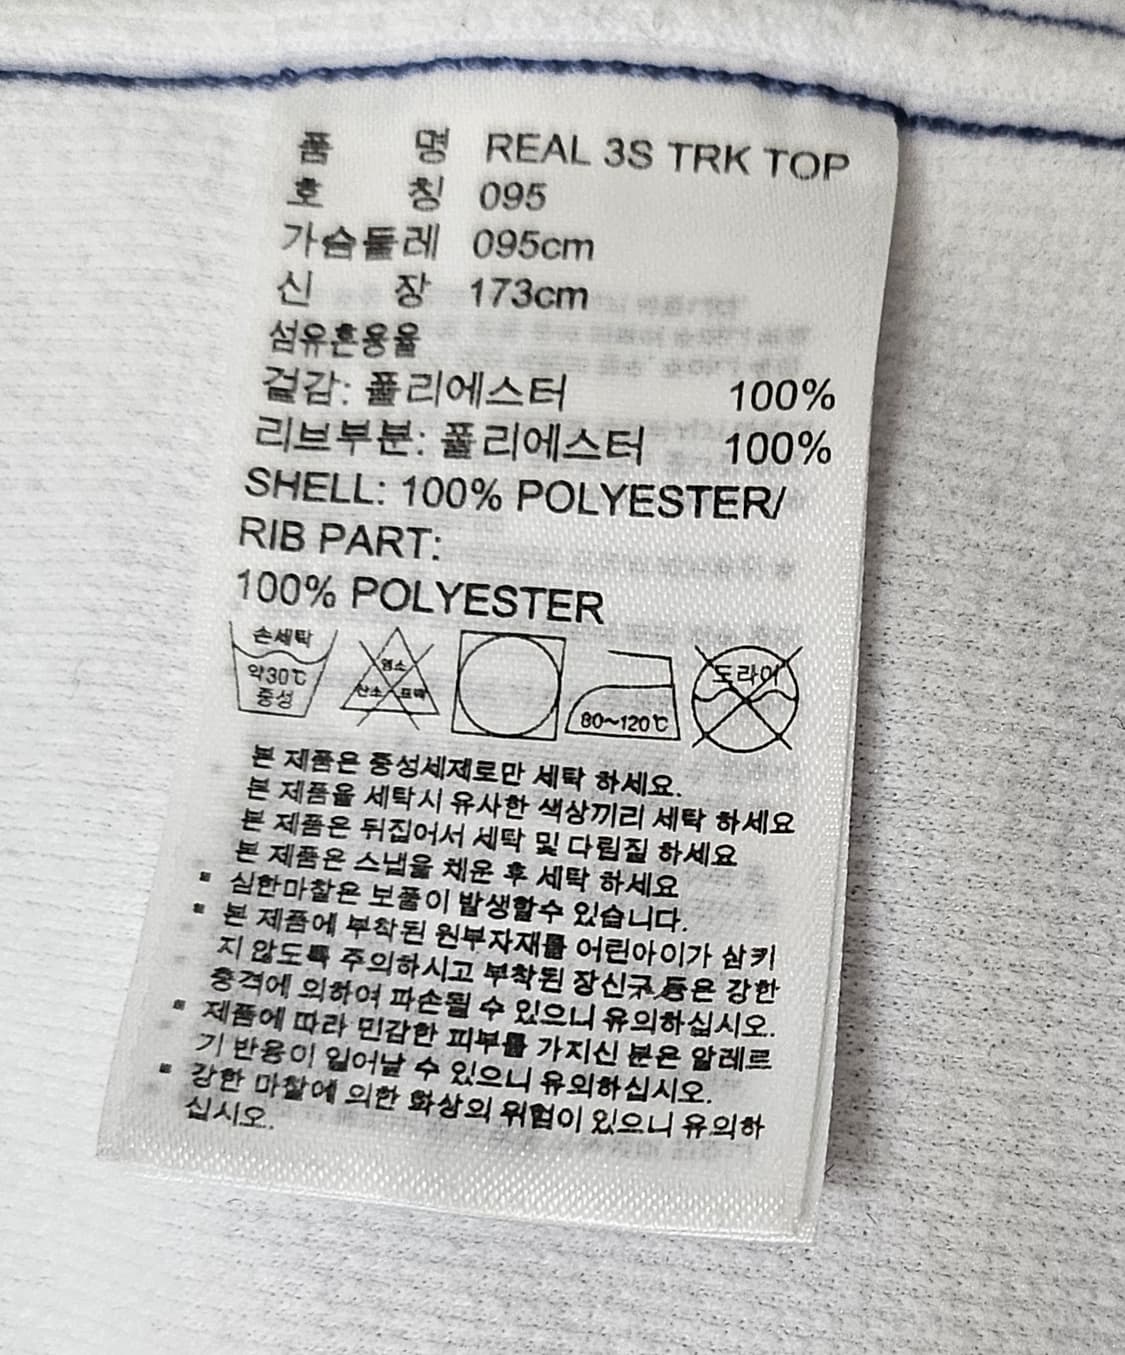 품 명 REAL 3S TRK TOP
호 칭 095
가슴둘레 095cm
신 장 173cm
섬유혼용율
겉감: 폴리에스터 100%
리브부분: 폴리에스터 100%
SHELL: 100% POLYESTER/
RIB PART:
100% POLYESTER
손세탁
약30℃
중성
염소
산소 표백
80~120℃
드라이
본 제품은 중성세제로만 세탁 하세요.
본 제품을 세탁시 유사한 색상끼리 세탁 하세요
본 제품은 뒤집어서 세탁 및 다림질 하세요
본 제품은 스냅을 채운 후 세탁 하세요
심한마찰은 보풀이 발생할수 있습니다.
본 제품에 부착된 원부자재를 어린아이가 삼키
지 않도록 주의하시고 부착된 장신구,등은 강한
충격에 의하여 파손될 수 있으니 유의하십시오.
제품에 따라 민감한 피부를 가지신 분은 알레르
기 반응이 일어날 수 있으니 유의하십시오.
강한 마찰에 의한 화상의 위험이 있으니 유의하
십시오.